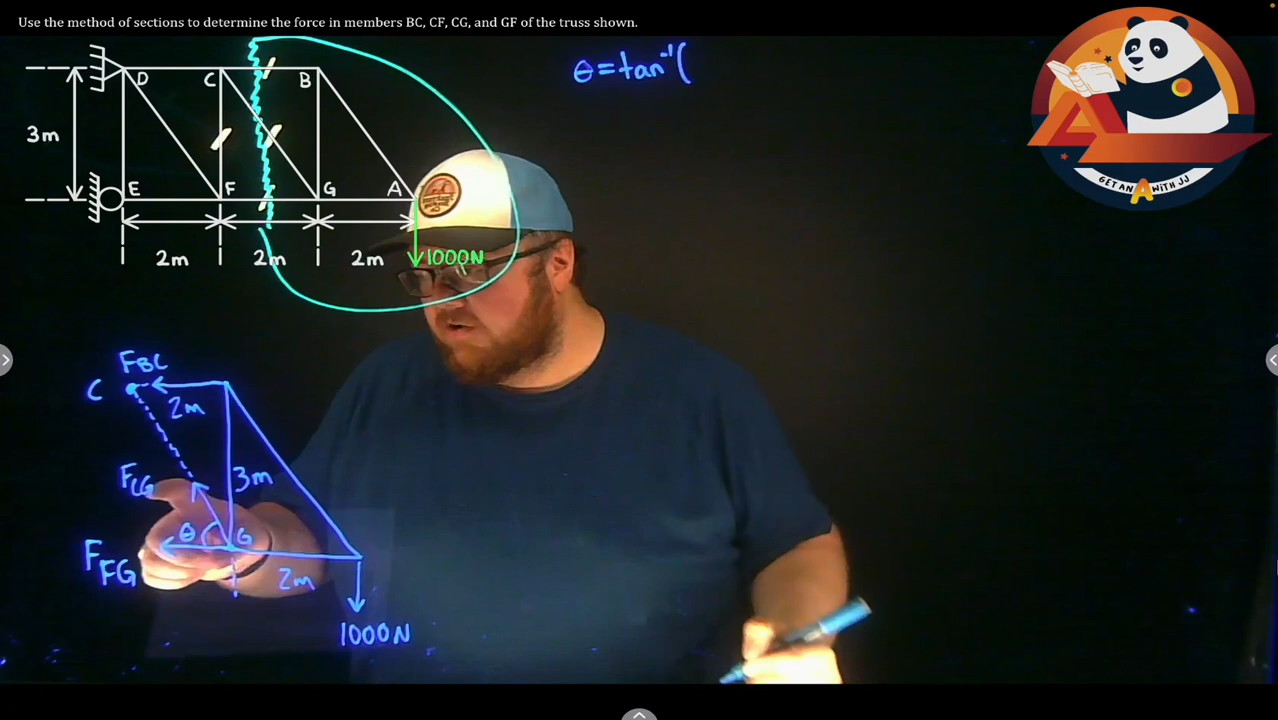 Use the method of sections to determine the force in members BC, CF, CG, and GF of the truss shown.
θ = tan⁻¹(
D C B
3m
E F G A
2m 2m 2m 1000N
GET AN A WITH JJ
FBC
C
2m
FCG
3m
θ G
FFG
2m
1000N